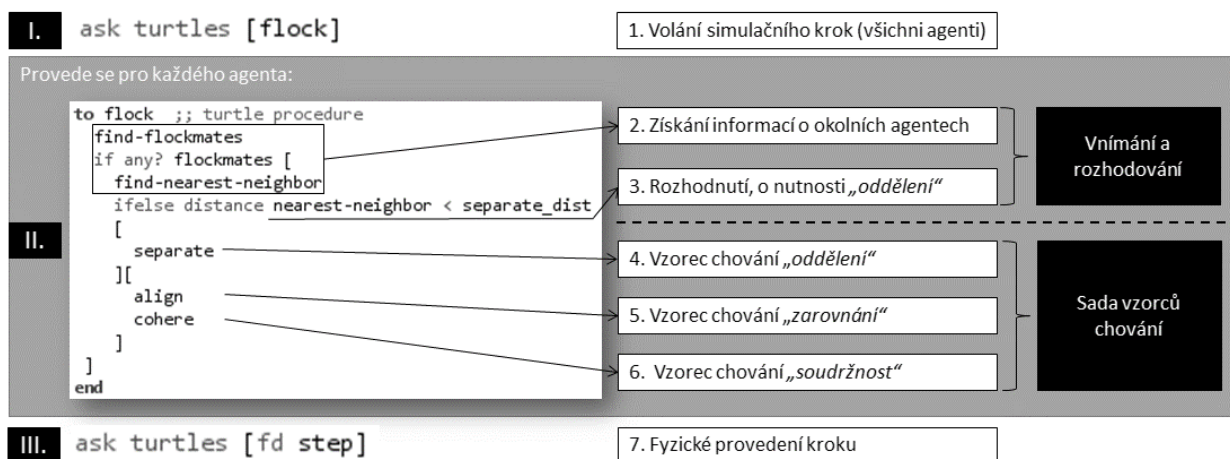 I. ask turtles [flock]
1. Volání simulačního krok (všichni agenti)
Provede se pro každého agenta:
to flock ;; turtle procedure
find-flockmates
if any? flockmates [
find-nearest-neighbor
ifelse distance nearest-neighbor < separate_dist
[
separate
][
align
cohere
]
]
end
II.
2. Získání informací o okolních agentech
3. Rozhodnutí, o nutnosti „oddělení“
Vnímání a
rozhodování
4. Vzorec chování „oddělení“
5. Vzorec chování „zarovnání“
6. Vzorec chování „soudržnost“
Sada vzorců
chování
III. ask turtles [fd step]
7. Fyzické provedení kroku